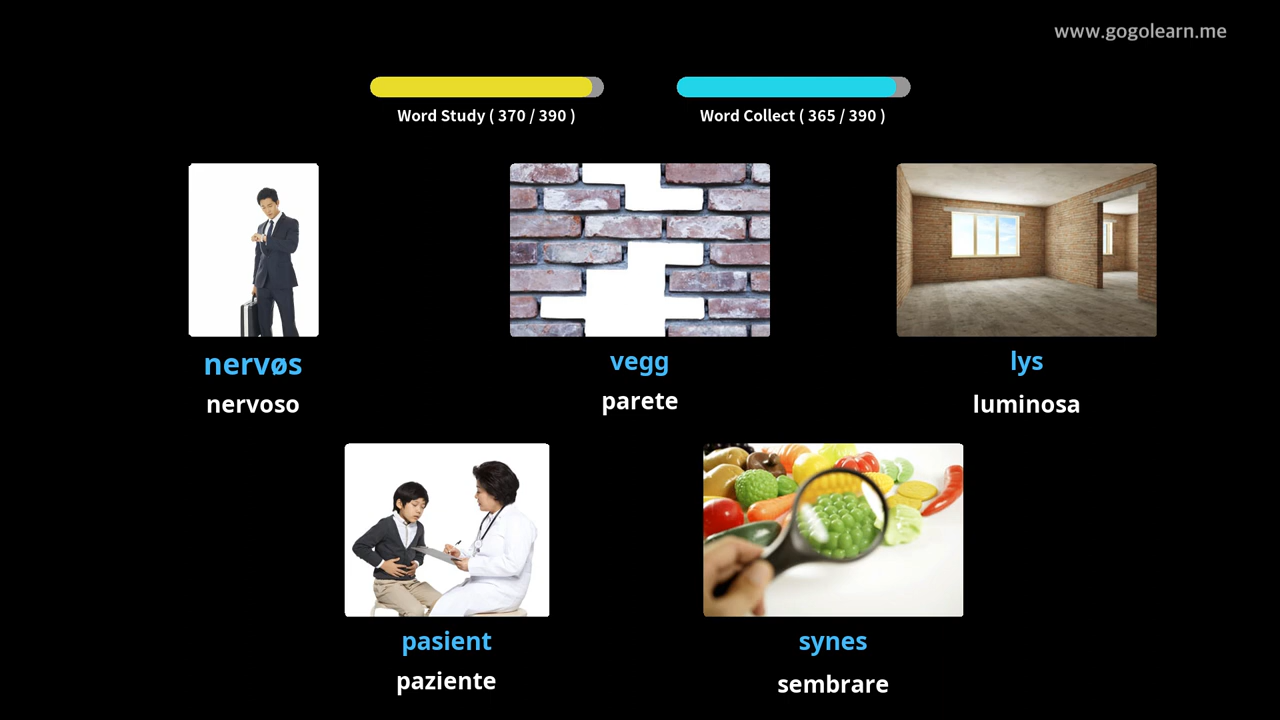 www.gogolearn.me
Word Study ( 370 / 390 )
Word Collect ( 365 / 390 )
nervøs
nervoso
vegg
parete
lys
luminosa
pasient
paziente
synes
sembrare